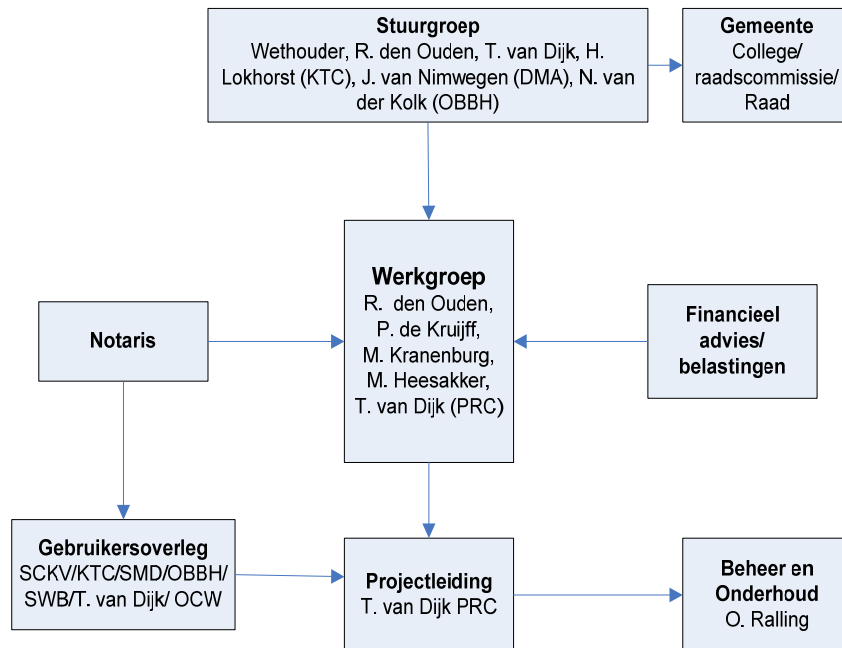 Stuurgroep
Wethouder, R. den Ouden, T. van Dijk, H.
Lokhorst (KTC), J. van Nimwegen (DMA), N. van
der Kolk (OBBH)
Gemeente
College/
raadscommissie/
Raad
Werkgroep
R. den Ouden,
P. de Kruijff,
M. Kranenburg,
M. Heesakker,
T. van Dijk (PRC)
Notaris
Financieel
advies/
belastingen
Gebruikersoverleg
SCKV/KTC/SMD/OBBH/
SWB/T. van Dijk/ OCW
Projectleiding
T. van Dijk PRC
Beheer en
Onderhoud
O. Ralling